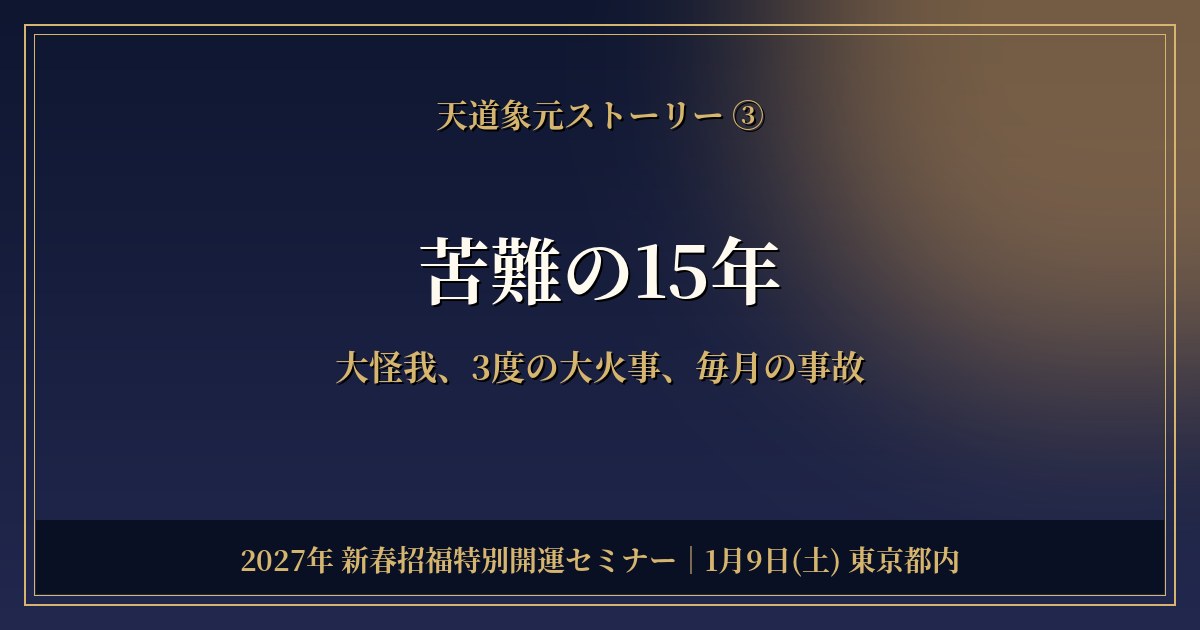 天道象元ストーリー ③
苦難の15年
大怪我、3度の大火事、毎月の事故
2027年 新春招福特別開運セミナー｜1月9日(土) 東京都内